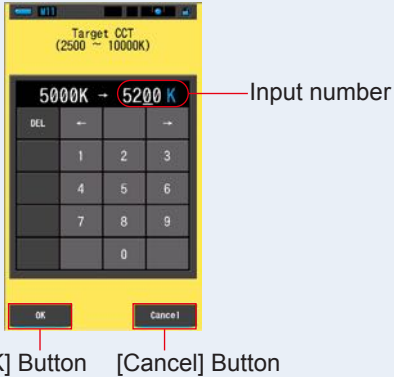 M11
Target CCT
(2500 ~ 10000K)
5000K → 5200 K
Input number
DEL ← →
1 2 3
4 5 6
7 8 9
0
OK Cancel
K] Button [Cancel] Button